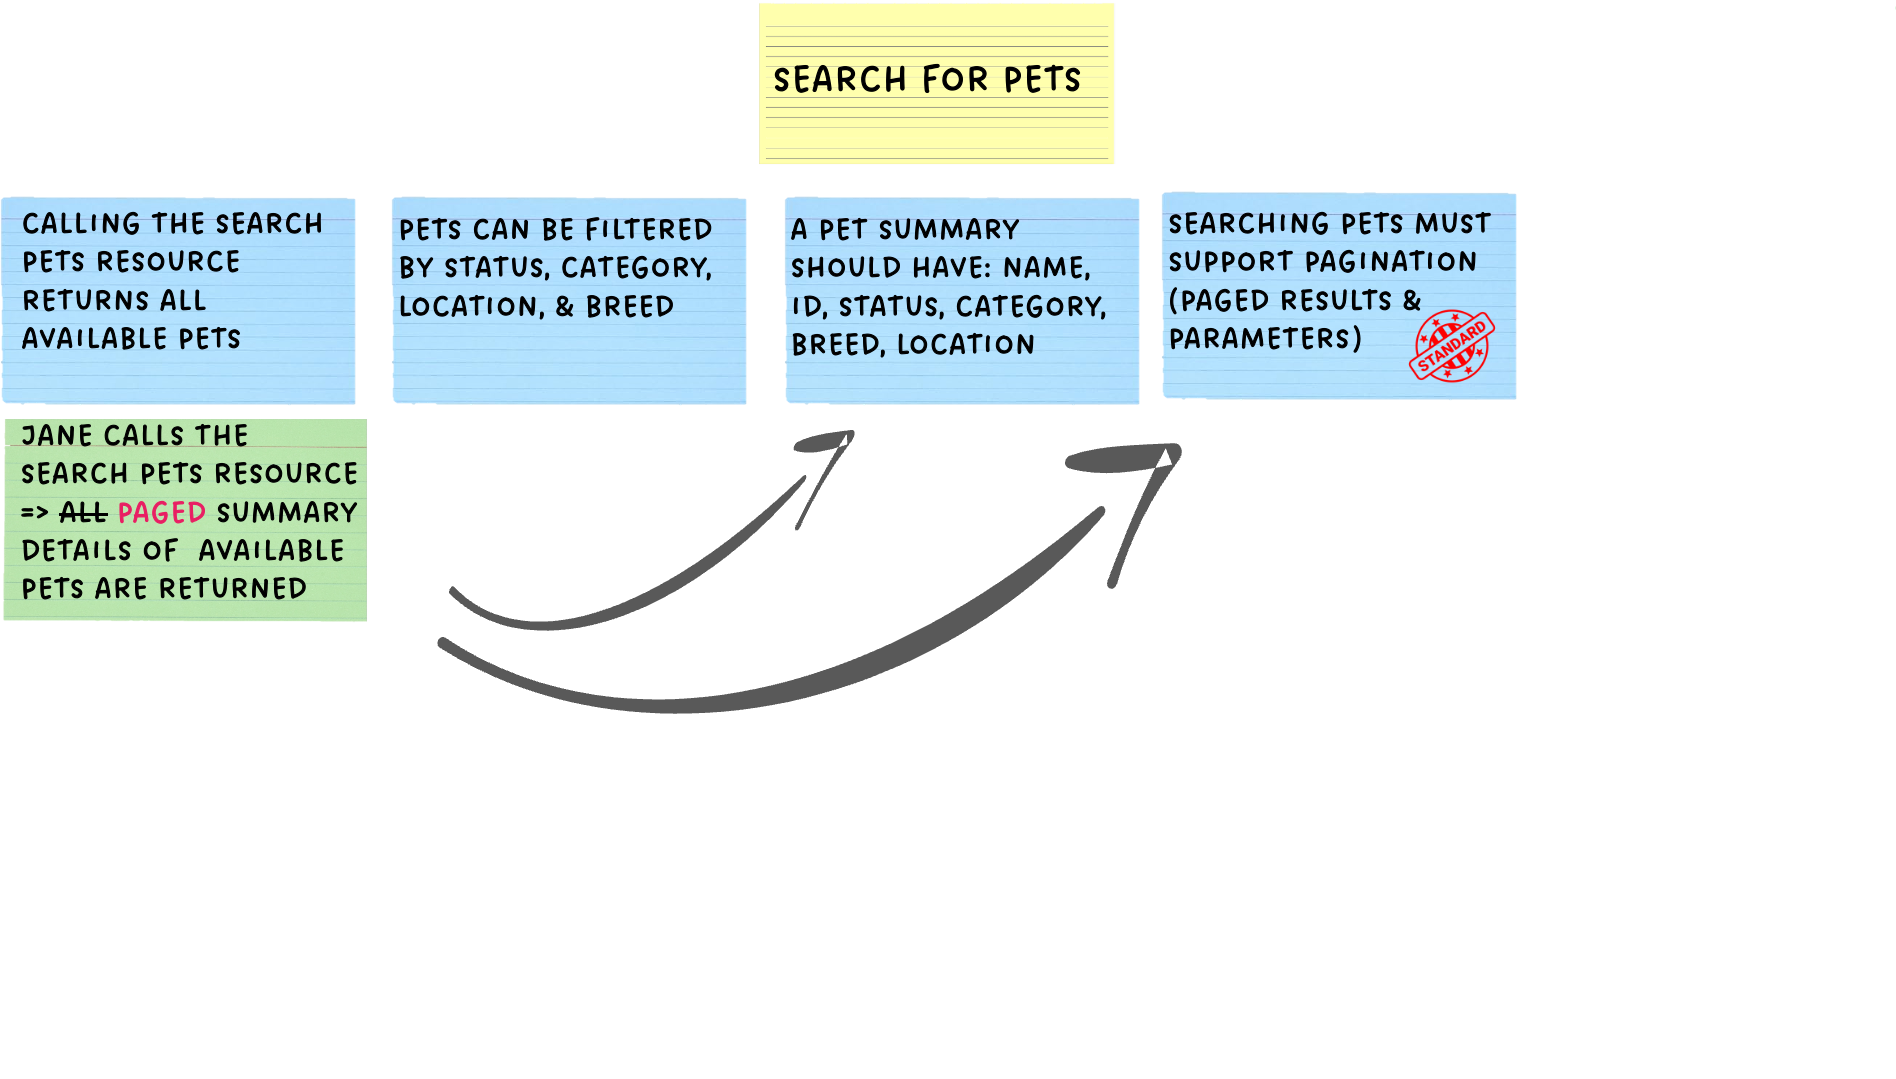 SEARCH FOR PETS
CALLING THE SEARCH
PETS RESOURCE
RETURNS ALL
AVAILABLE PETS
PETS CAN BE FILTERED
BY STATUS, CATEGORY,
LOCATION, & BREED
A PET SUMMARY
SHOULD HAVE: NAME,
ID, STATUS, CATEGORY,
BREED, LOCATION
SEARCHING PETS MUST
SUPPORT PAGINATION
(PAGED RESULTS &
PARAMETERS)
STANDARD
JANE CALLS THE
SEARCH PETS RESOURCE
=> ALL PAGED SUMMARY
DETAILS OF AVAILABLE
PETS ARE RETURNED